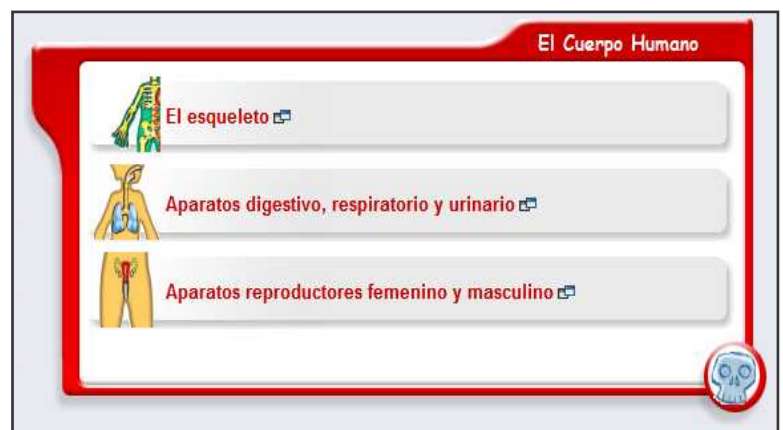 El Cuerpo Humano
El esqueleto
Aparatos digestivo, respiratorio y urinario
Aparatos reproductores femenino y masculino